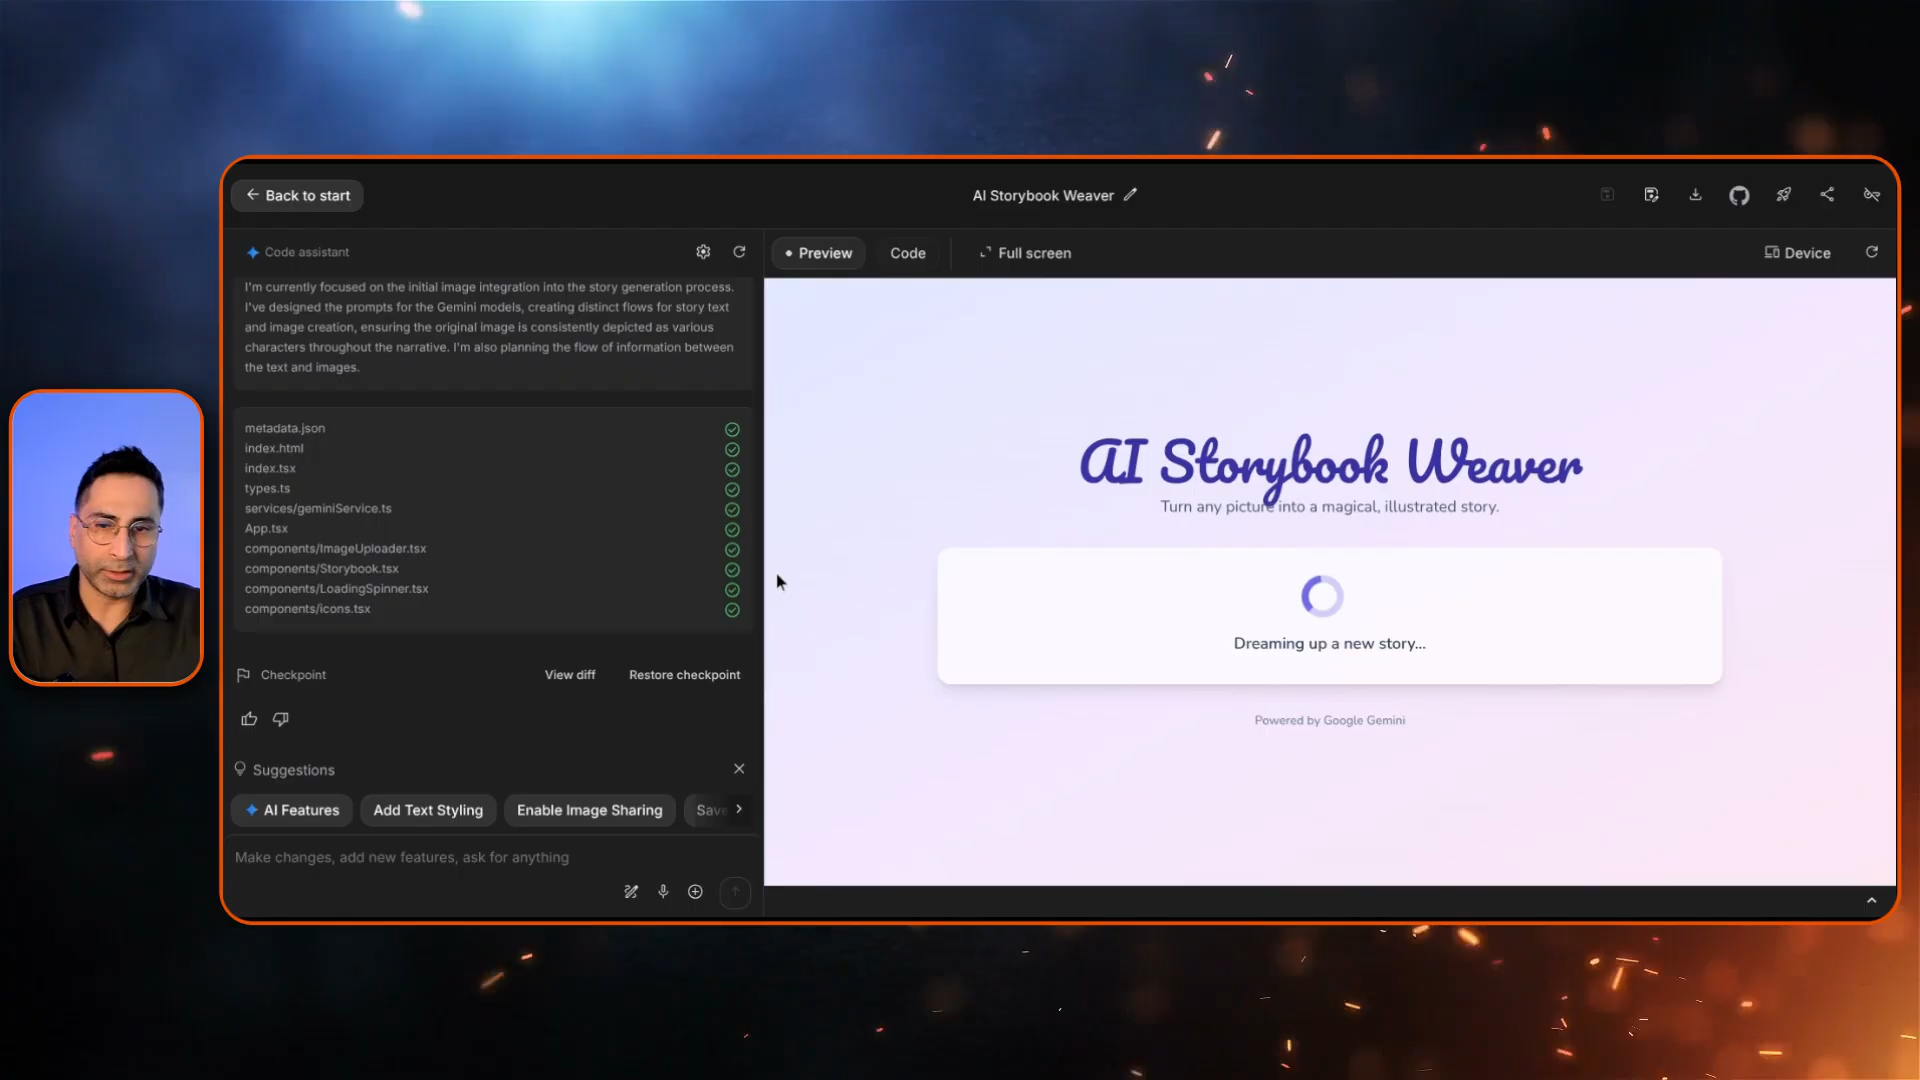 Back to start
AI Storybook Weaver
Code assistant
Preview
Code
Full screen
Device
I'm currently focused on the initial image integration into the story generation process.
I've designed the prompts for the Gemini models, creating distinct flows for story text
and image creation, ensuring the original image is consistently depicted as various
characters throughout the narrative. I'm also planning the flow of information between
the text and images.
metadata.json
index.html
index.tsx
types.ts
services/geminiService.ts
App.tsx
components/ImageUploader.tsx
components/Storybook.tsx
components/LoadingSpinner.tsx
components/icons.tsx
Checkpoint
View diff
Restore checkpoint
Suggestions
AI Features
Add Text Styling
Enable Image Sharing
Save
Make changes, add new features, ask for anything
AI Storybook Weaver
Turn any picture into a magical, illustrated story.
Dreaming up a new story...
Powered by Google Gemini